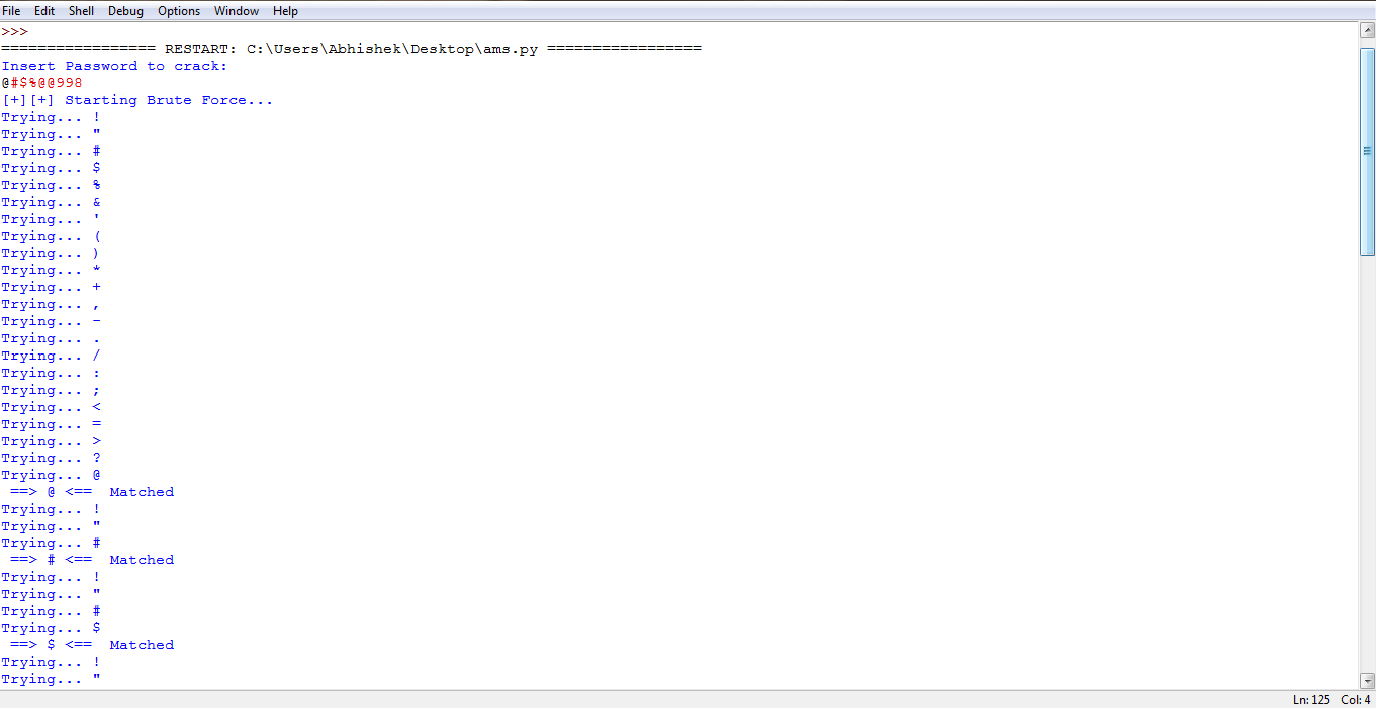 File Edit Shell Debug Options Window Help
>>>
================= RESTART: C:\Users\Abhishek\Desktop\ams.py =================
Insert Password to crack:
@#$%@@998
[+][+] Starting Brute Force...
Trying... !
Trying... "
Trying... #
Trying... $
Trying... %
Trying... &
Trying... '
Trying... (
Trying... )
Trying... *
Trying... +
Trying... ,
Trying... -
Trying... .
Trying... /
Trying... :
Trying... ;
Trying... <
Trying... =
Trying... >
Trying... ?
Trying... @
 ==> @ <==  Matched
Trying... !
Trying... "
Trying... #
 ==> # <==  Matched
Trying... !
Trying... "
Trying... #
Trying... $
 ==> $ <==  Matched
Trying... !
Trying... "
Ln: 125 Col: 4